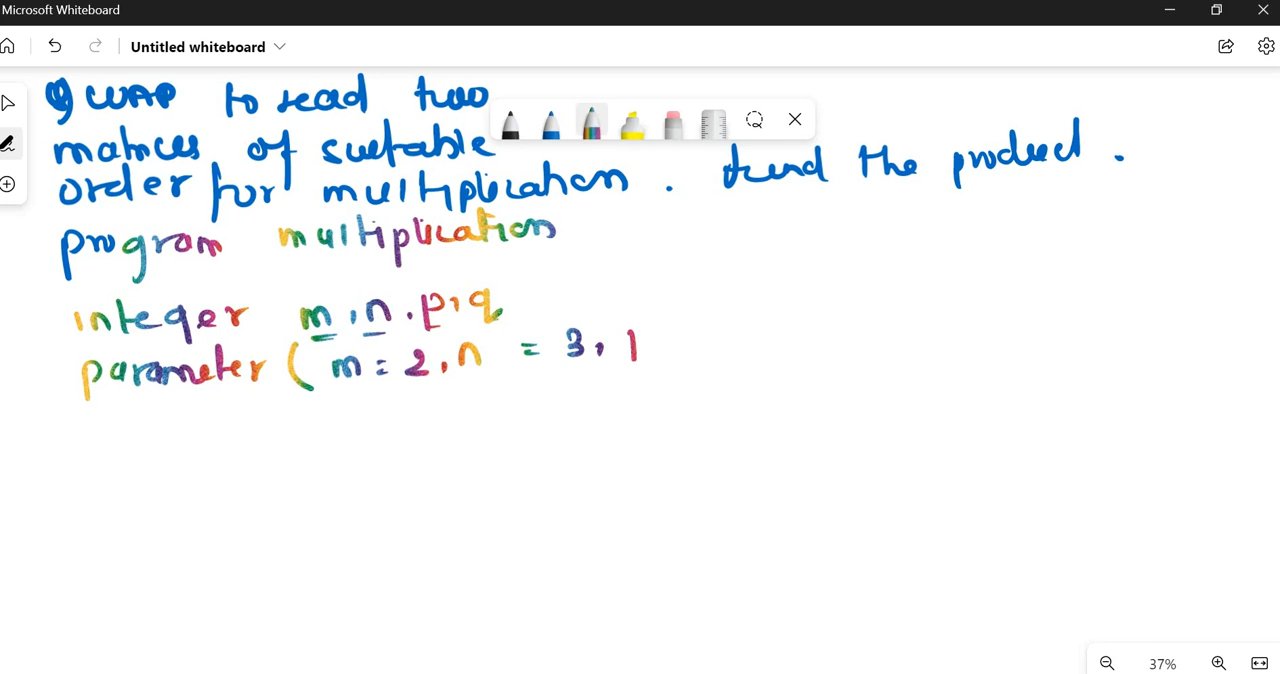 Microsoft Whiteboard
Untitled whiteboard
Q WAP to read two
matrices of suitable
order for multiplication. find the product.
program multiplication
integer m, n, p, q
parameter ( m = 2, n = 3, 1
37%